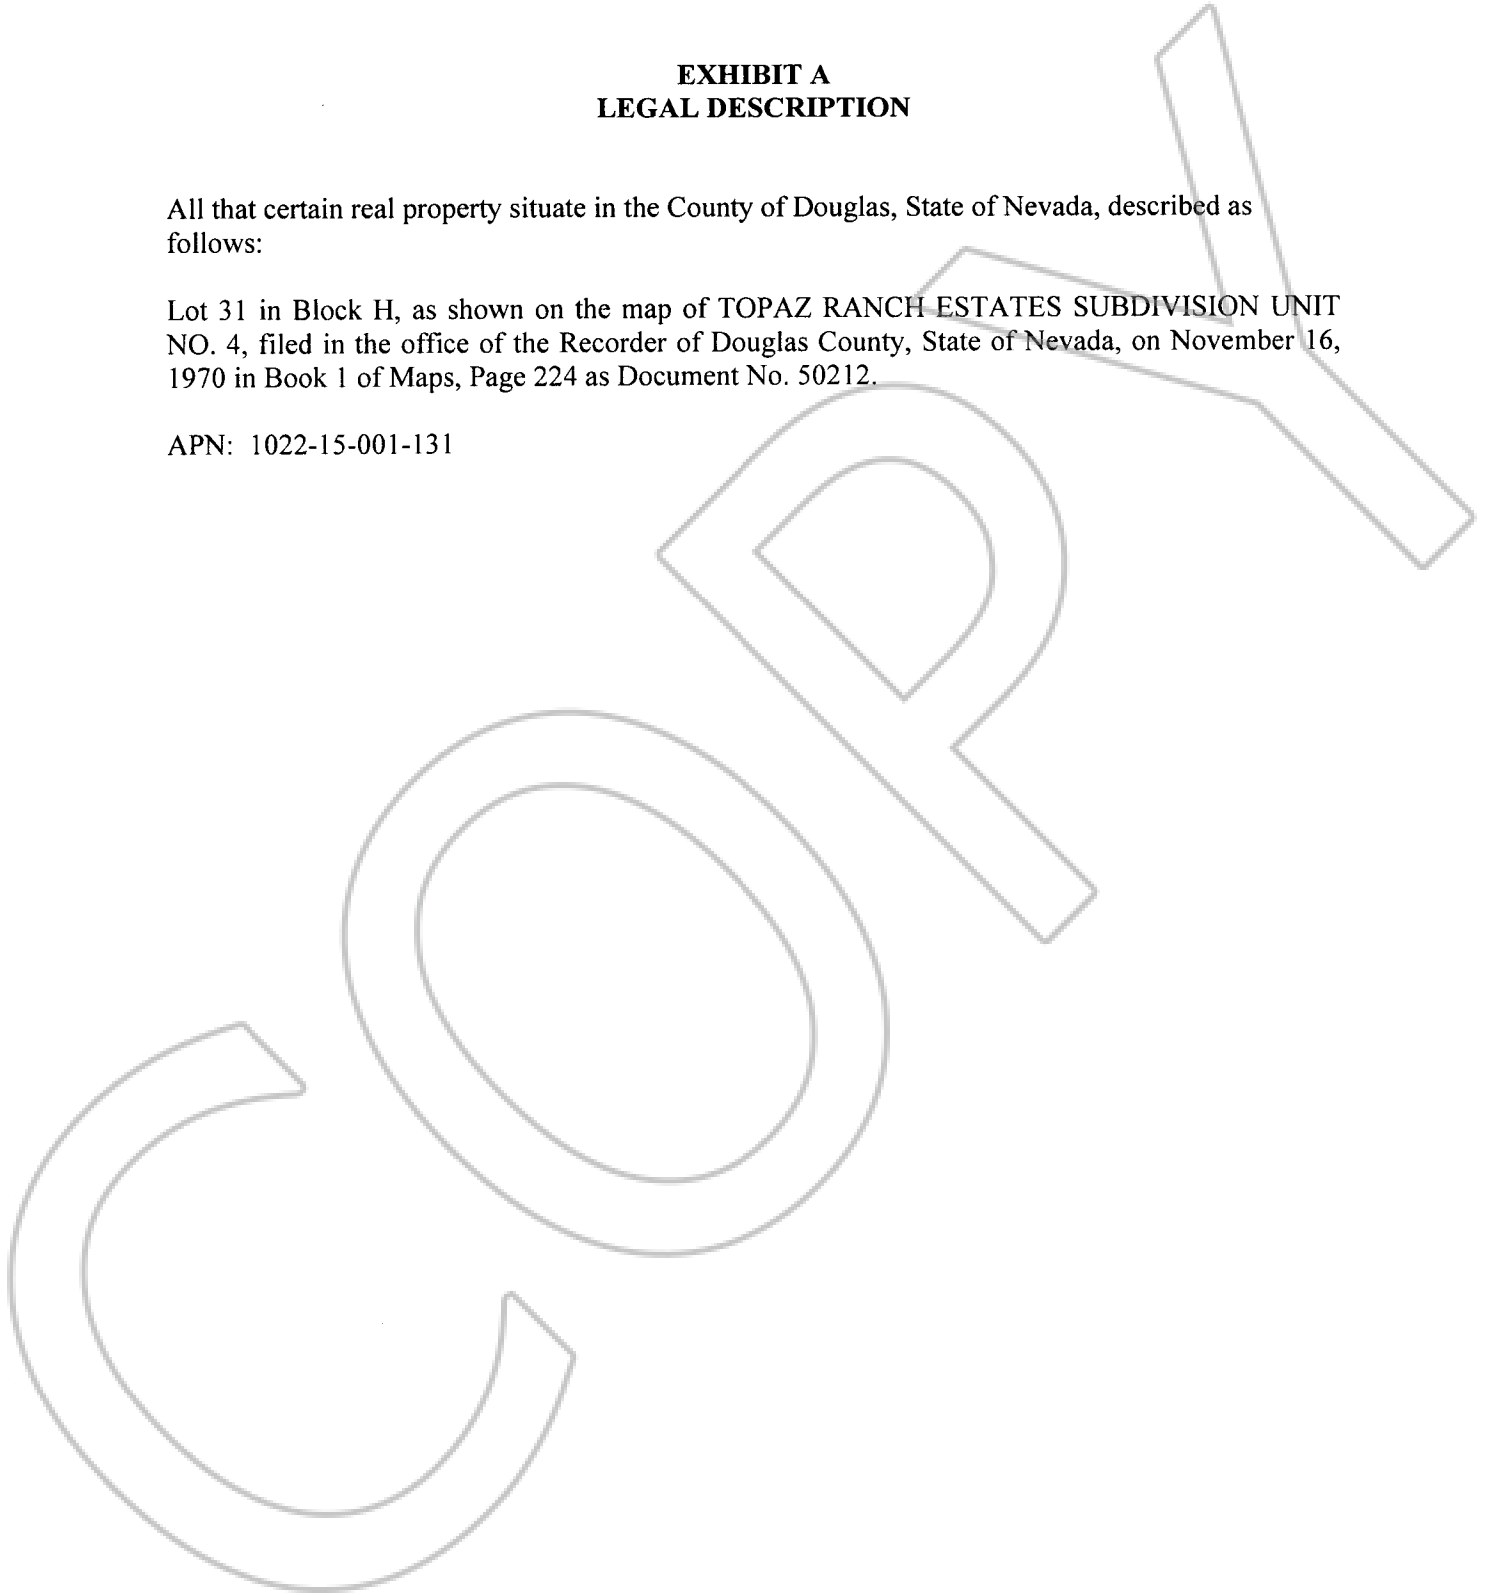 EXHIBIT A
LEGAL DESCRIPTION
All that certain real property situate in the County of Douglas, State of Nevada, described as
follows:
Lot 31 in Block H, as shown on the map of TOPAZ RANCH ESTATES SUBDIVISION UNIT
NO. 4, filed in the office of the Recorder of Douglas County, State of Nevada, on November 16,
1970 in Book 1 of Maps, Page 224 as Document No. 50212.
APN: 1022-15-001-131
COPY